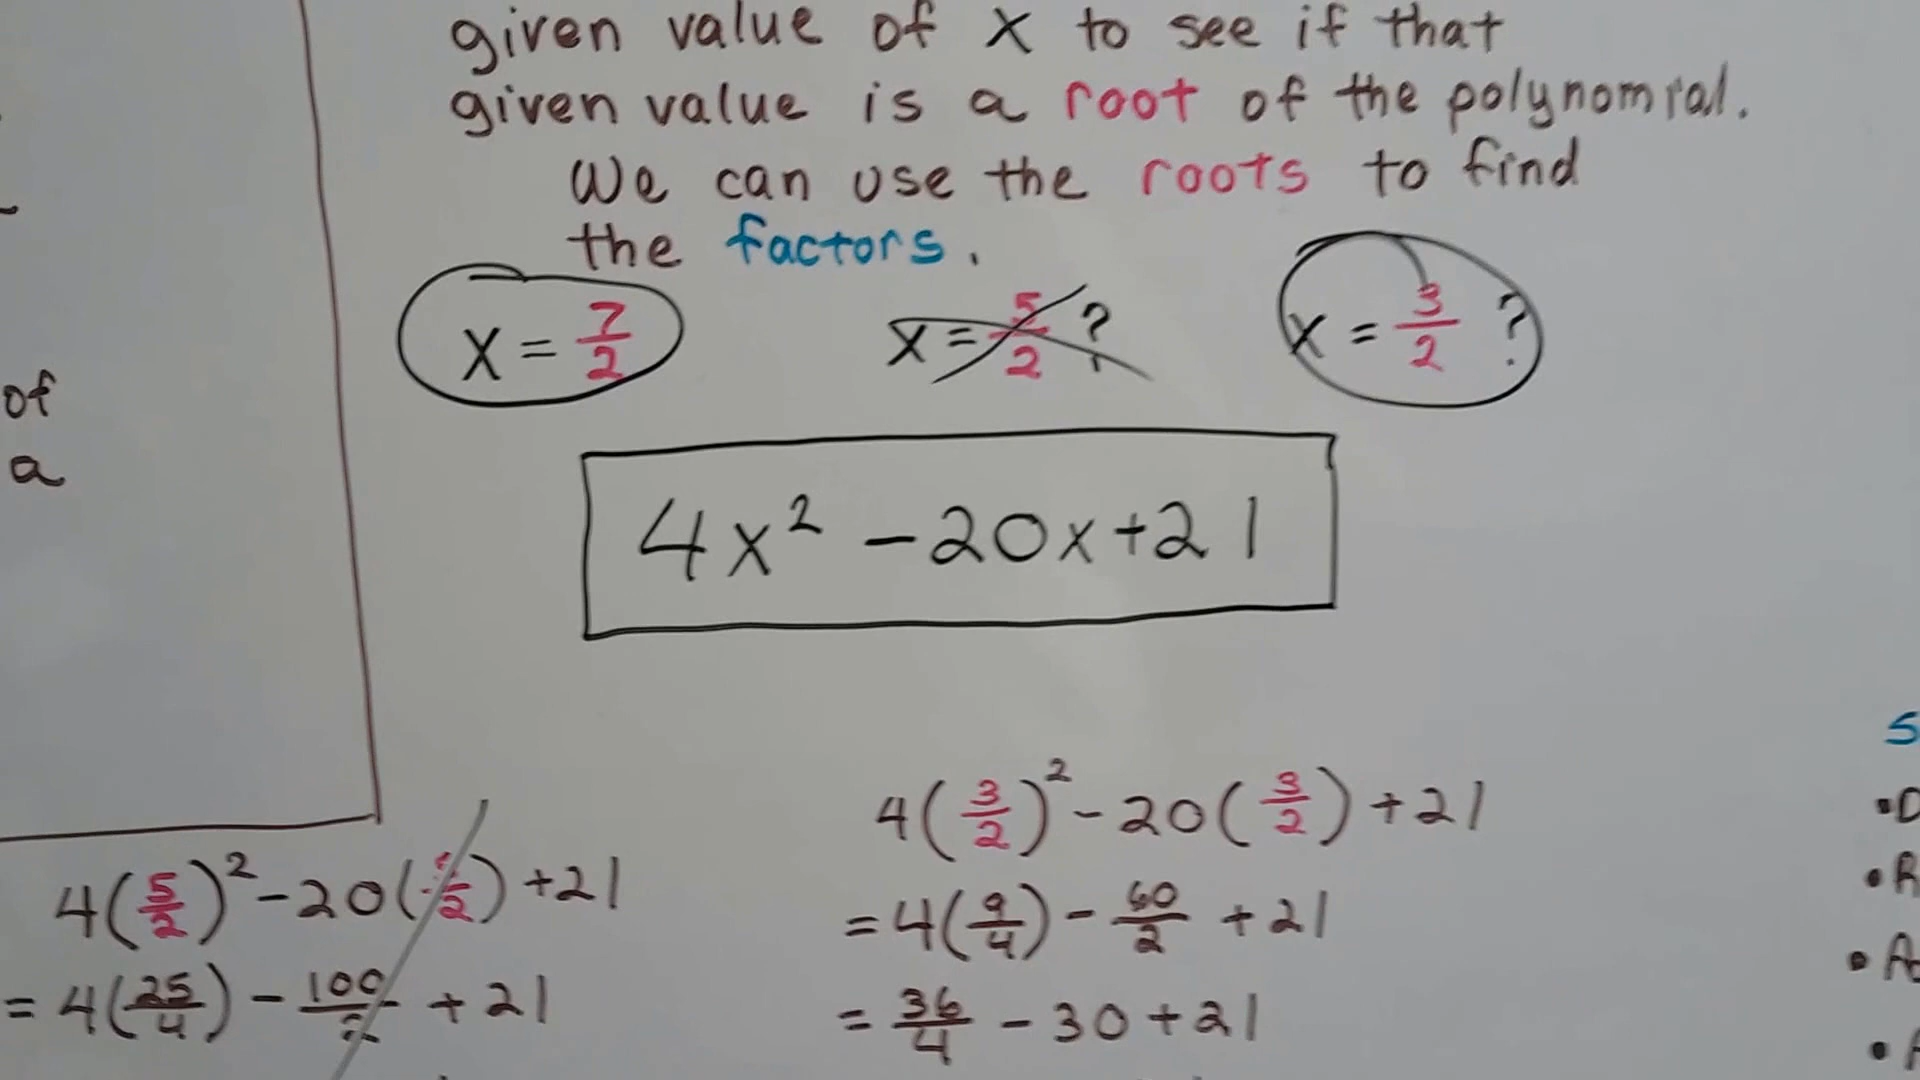 given value of x to see if that
given value is a root of the polynomial.
We can use the roots to find
the factors.
x = 7/2
x = 5/2 ?
x = 3/2 ?
of
a
4x² - 20x + 21
4(3/2)² - 20(3/2) + 21
= 4(9/4) - 60/2 + 21
= 36/4 - 30 + 21
4(5/2)² - 20(5/2) + 21
= 4(25/4) - 100/2 + 21